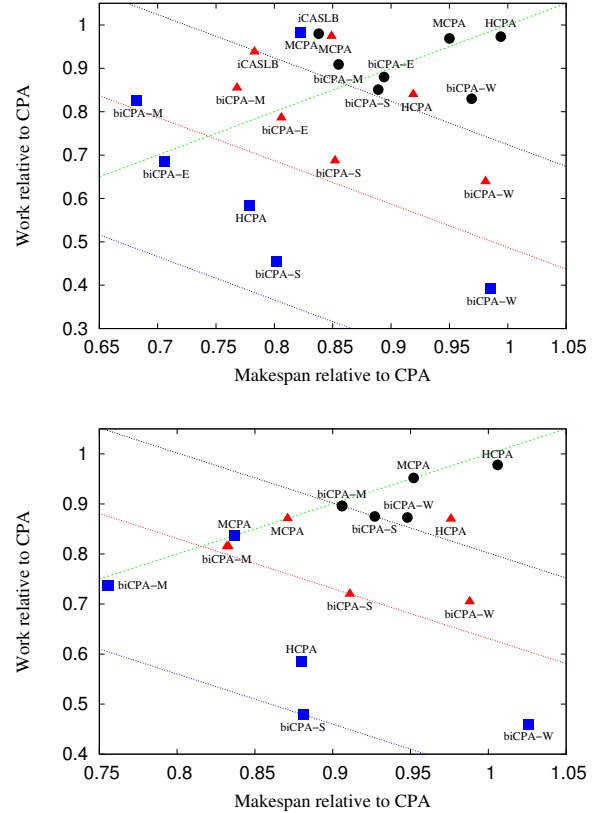 Work relative to CPA
1
0.9
0.8
0.7
0.6
0.5
0.4
0.3
iCASLB
MCPA
MCPA
MCPA
HCPA
iCASLB
biCPA-M
biCPA-E
biCPA-M
biCPA-M
biCPA-S
biCPA-W
HCPA
biCPA-E
biCPA-E
biCPA-S
biCPA-W
HCPA
biCPA-S
biCPA-W
0.65 0.7 0.75 0.8 0.85 0.9 0.95 1 1.05
Makespan relative to CPA
Work relative to CPA
1
0.9
0.8
0.7
0.6
0.5
0.4
HCPA
MCPA
biCPA-M
biCPA-W
biCPA-S
MCPA
MCPA
HCPA
biCPA-M
biCPA-M
biCPA-S
biCPA-W
HCPA
biCPA-S
biCPA-W
0.75 0.8 0.85 0.9 0.95 1 1.05
Makespan relative to CPA